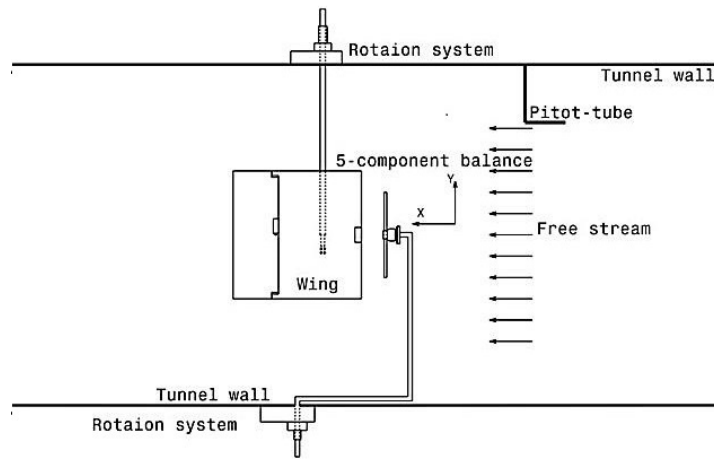 Rotaion system
Tunnel wall
Pitot-tube
5-component balance
Y
X
Free stream
Wing
Tunnel wall
Rotaion system